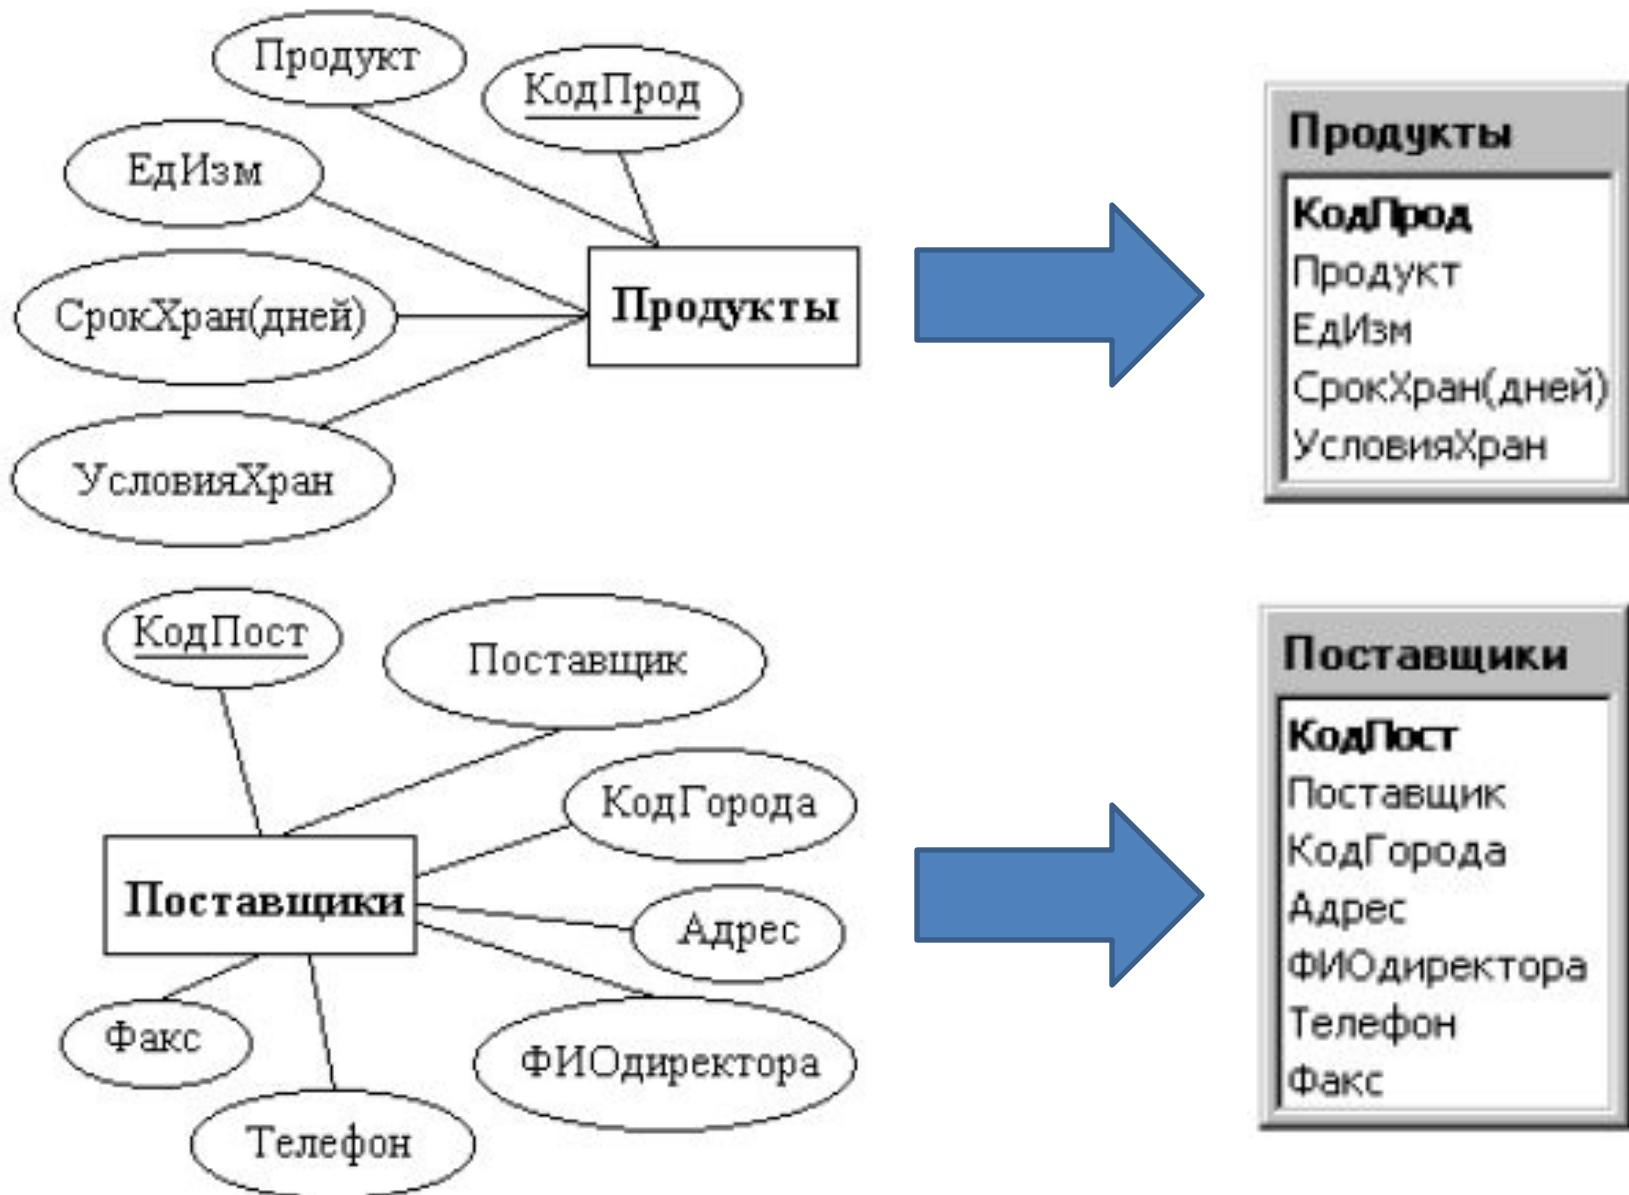 Продукт
КодПрод
ЕдИзм
СрокХран(дней)
УсловияХран
Продукты
Продукты
КодПрод
Продукт
ЕдИзм
СрокХран(дней)
УсловияХран
КодПост
Поставщик
КодГорода
Адрес
ФИОдиректора
Телефон
Факс
Поставщики
Поставщики
КодПост
Поставщик
КодГорода
Адрес
ФИОдиректора
Телефон
Факс